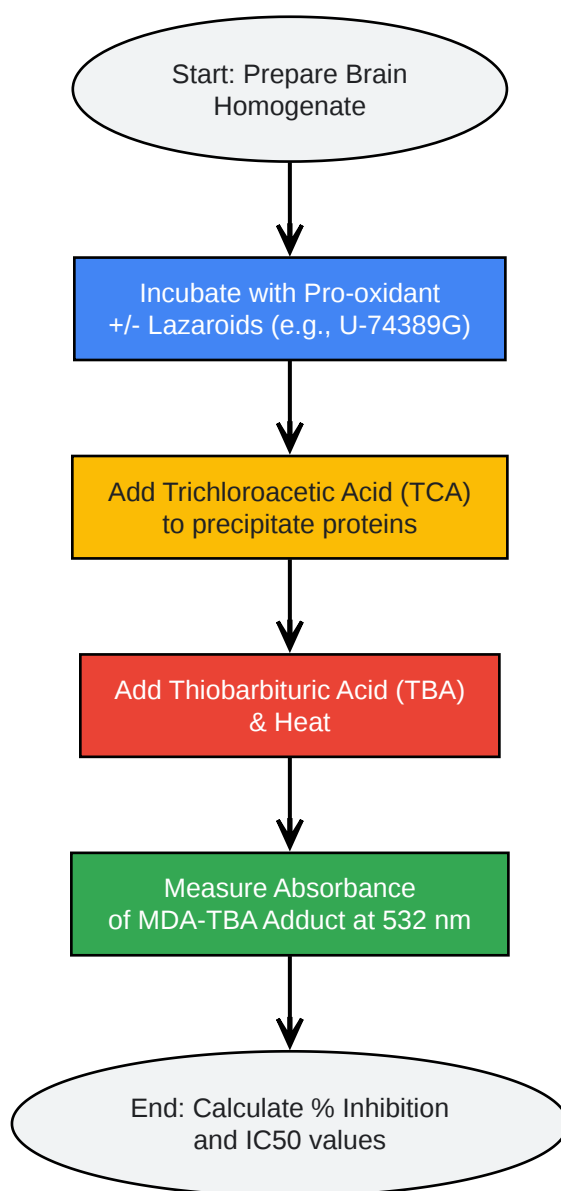 Start: Prepare Brain
Homogenate
Incubate with Pro-oxidant
+/- Lazaroids (e.g., U-74389G)
Add Trichloroacetic Acid (TCA)
to precipitate proteins
Add Thiobarbituric Acid (TBA)
& Heat
Measure Absorbance
of MDA-TBA Adduct at 532 nm
End: Calculate % Inhibition
and IC50 values